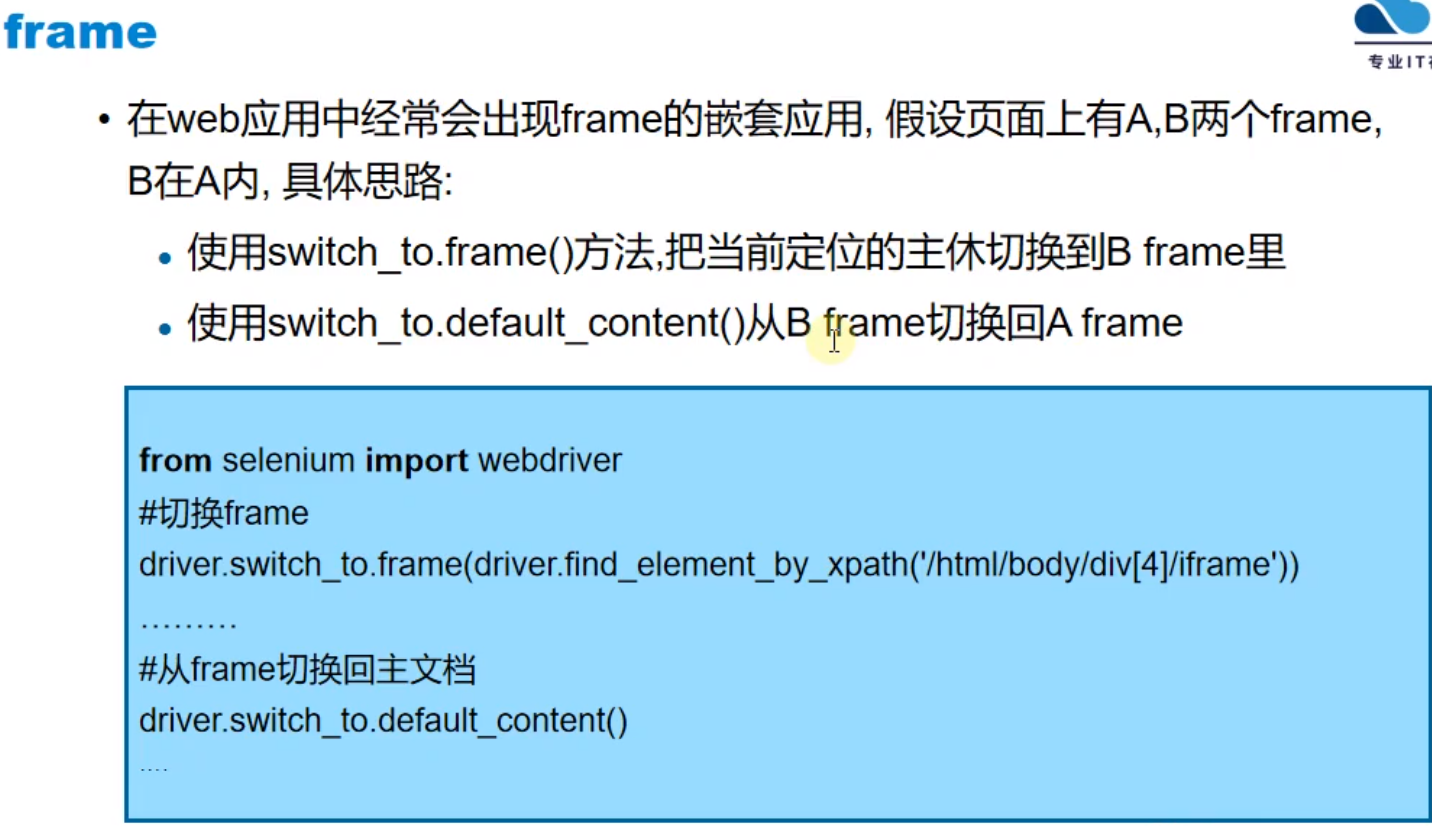 frame
专业IT
• 在web应用中经常会出现frame的嵌套应用, 假设页面上有A,B两个frame,
B在A内, 具体思路:
• 使用switch_to.frame()方法,把当前定位的主休切换到B frame里
• 使用switch_to.default_content()从B frame切换回A frame
from selenium import webdriver
#切换frame
driver.switch_to.frame(driver.find_element_by_xpath('/html/body/div[4]/iframe'))
………
#从frame切换回主文档
driver.switch_to.default_content()
....